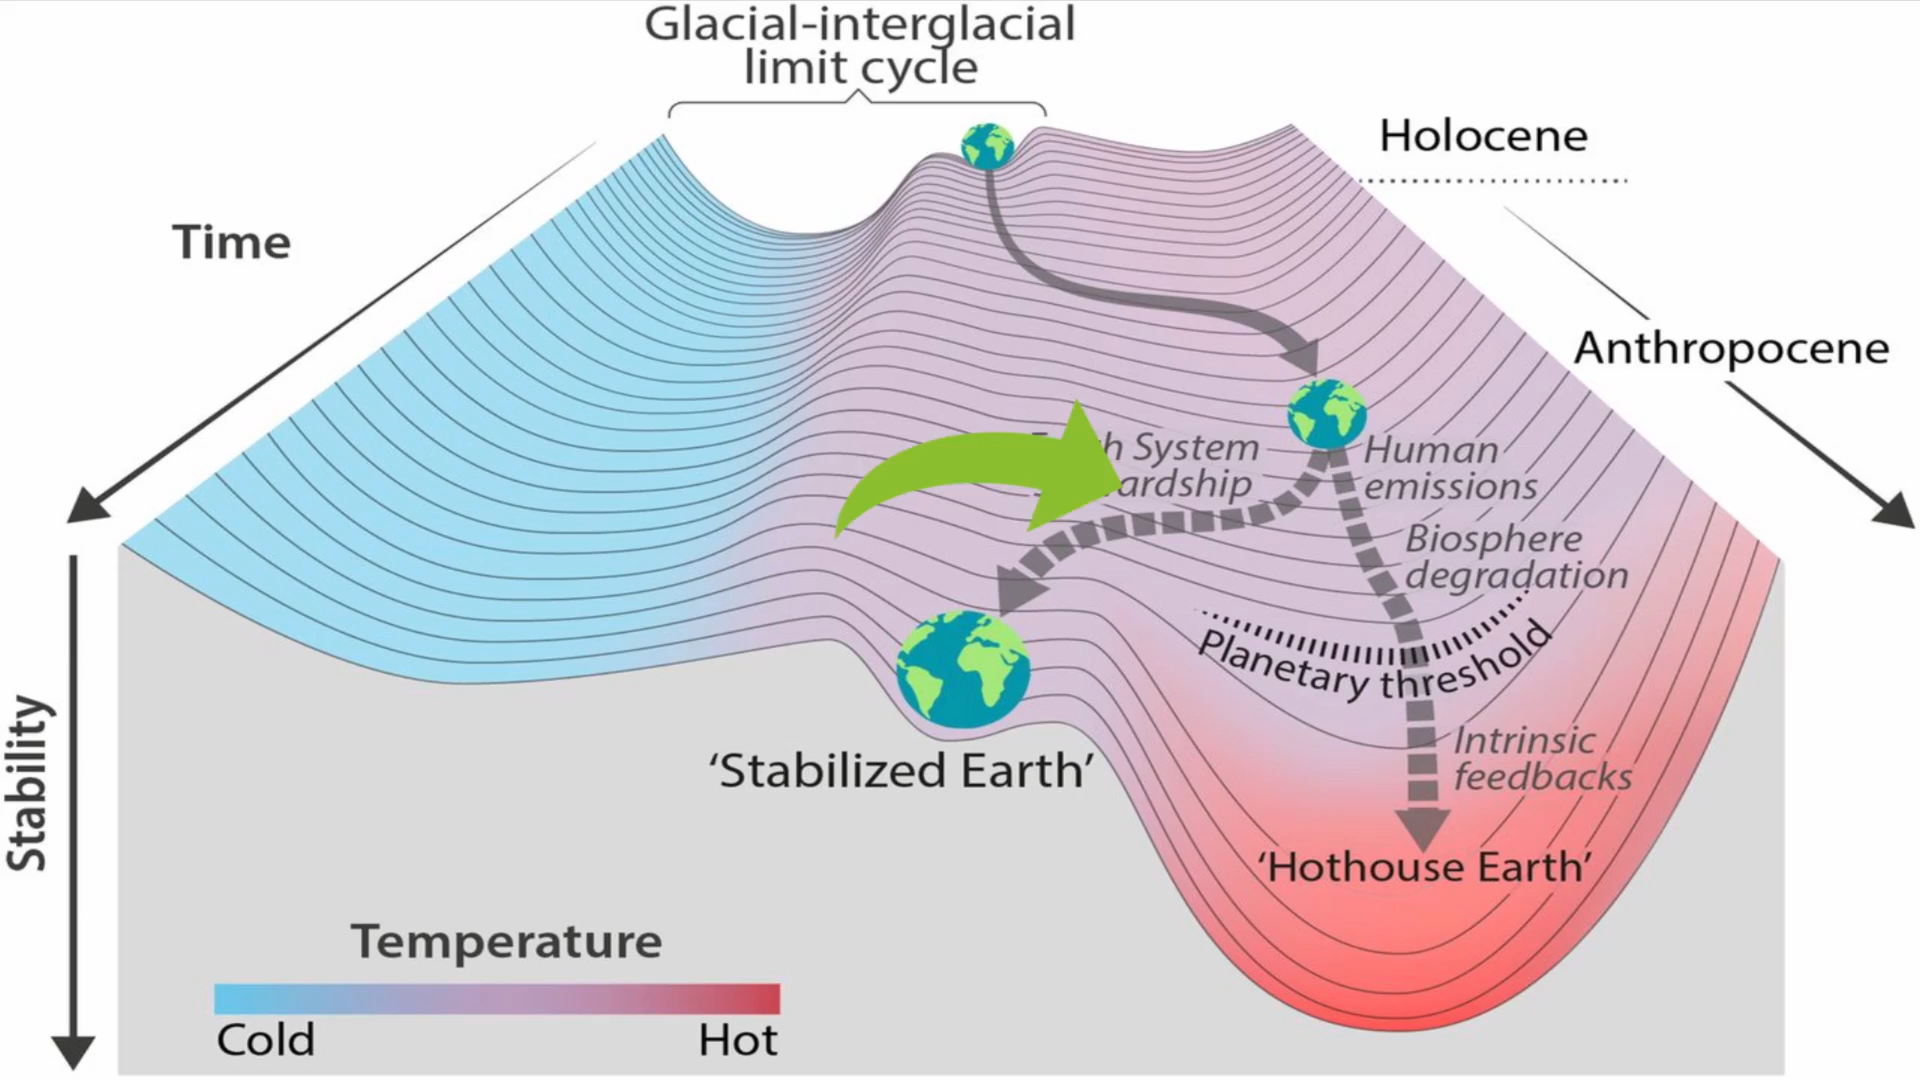 Glacial-interglacial
limit cycle
Holocene
Time
Anthropocene
System
Human
emissions
Biosphere
degradation
Planetary threshold
Stability
‘Stabilized Earth’
Intrinsic
feedbacks
‘Hothouse Earth’
Temperature
Cold
Hot